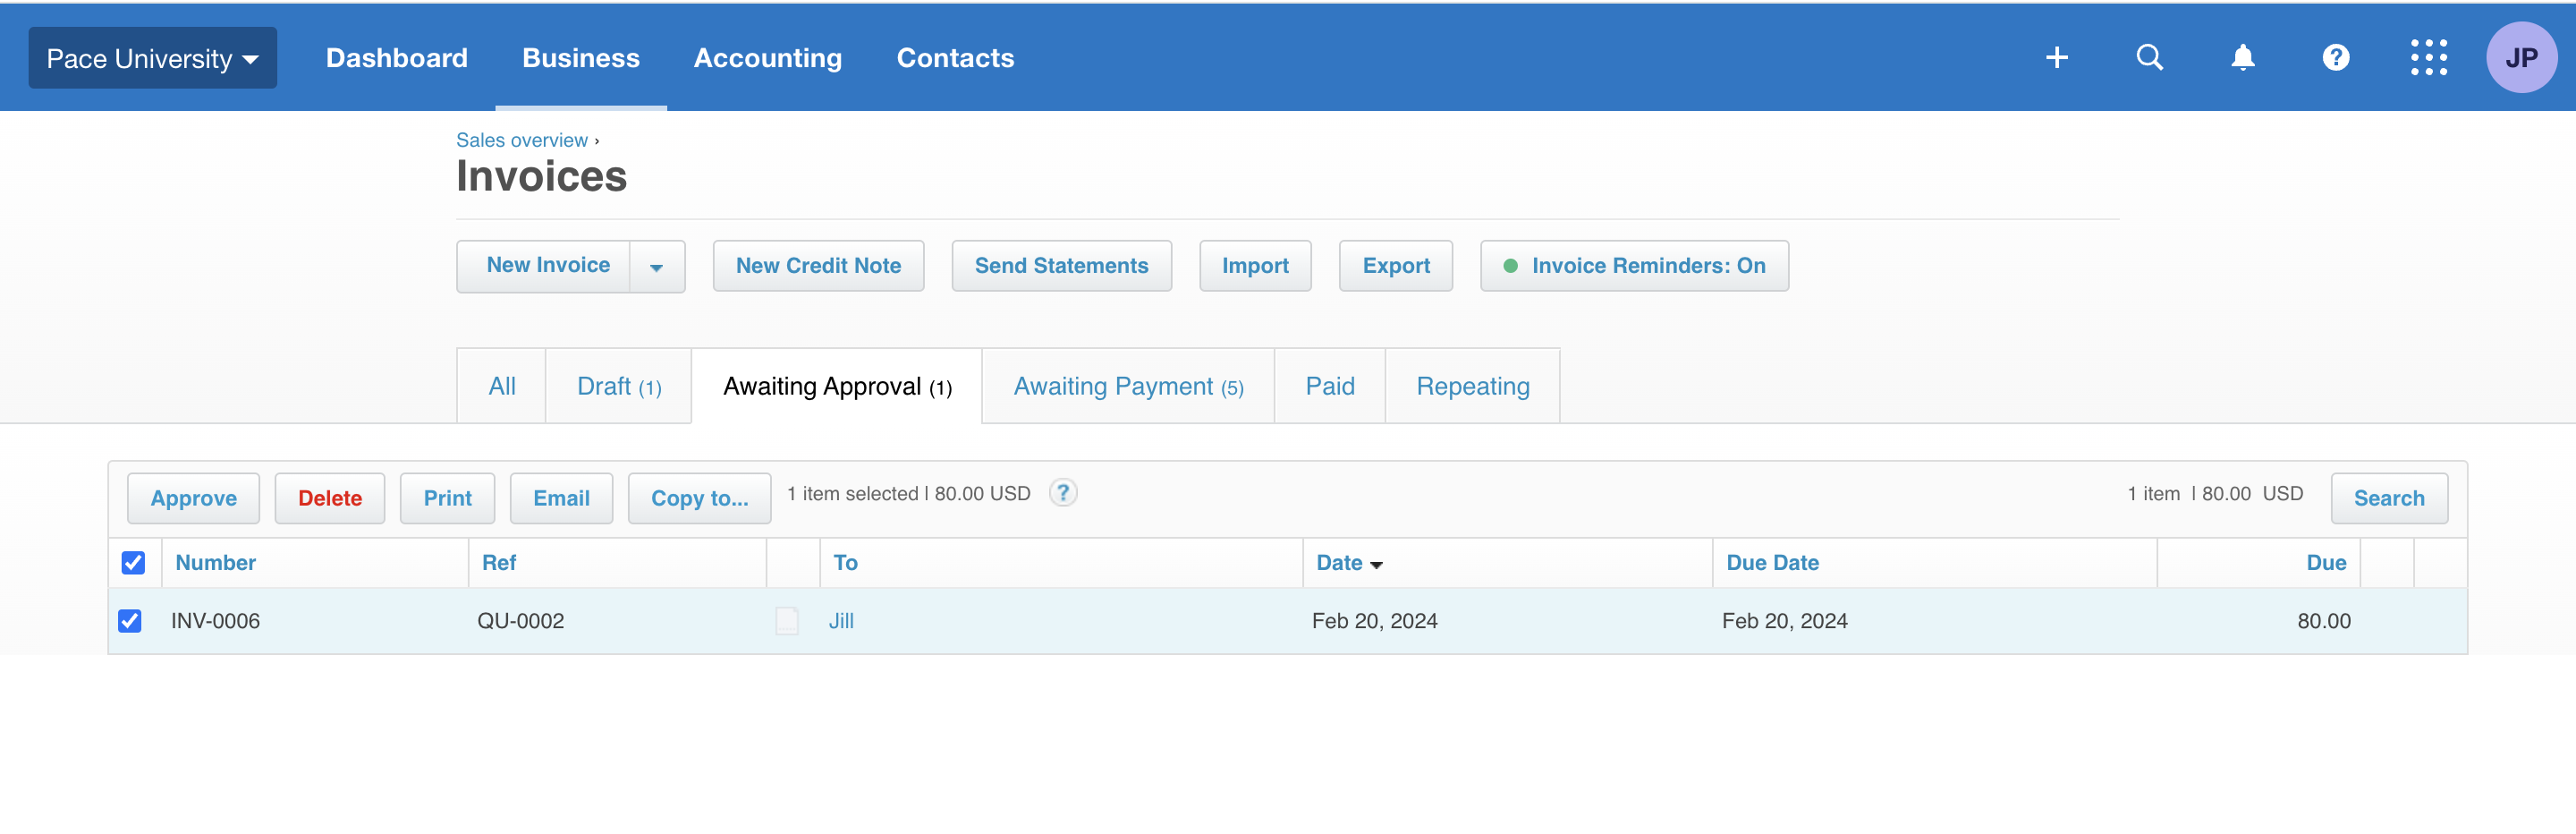 Pace University Dashboard Business Accounting Contacts + ? JP
Sales overview ›
Invoices
New Invoice New Credit Note Send Statements Import Export Invoice Reminders: On
All Draft (1) Awaiting Approval (1) Awaiting Payment (5) Paid Repeating
Approve Delete Print Email Copy to... 1 item selected | 80.00 USD ? 1 item | 80.00 USD Search
Number Ref To Date Due Date Due
INV-0006 QU-0002 Jill Feb 20, 2024 Feb 20, 2024 80.00